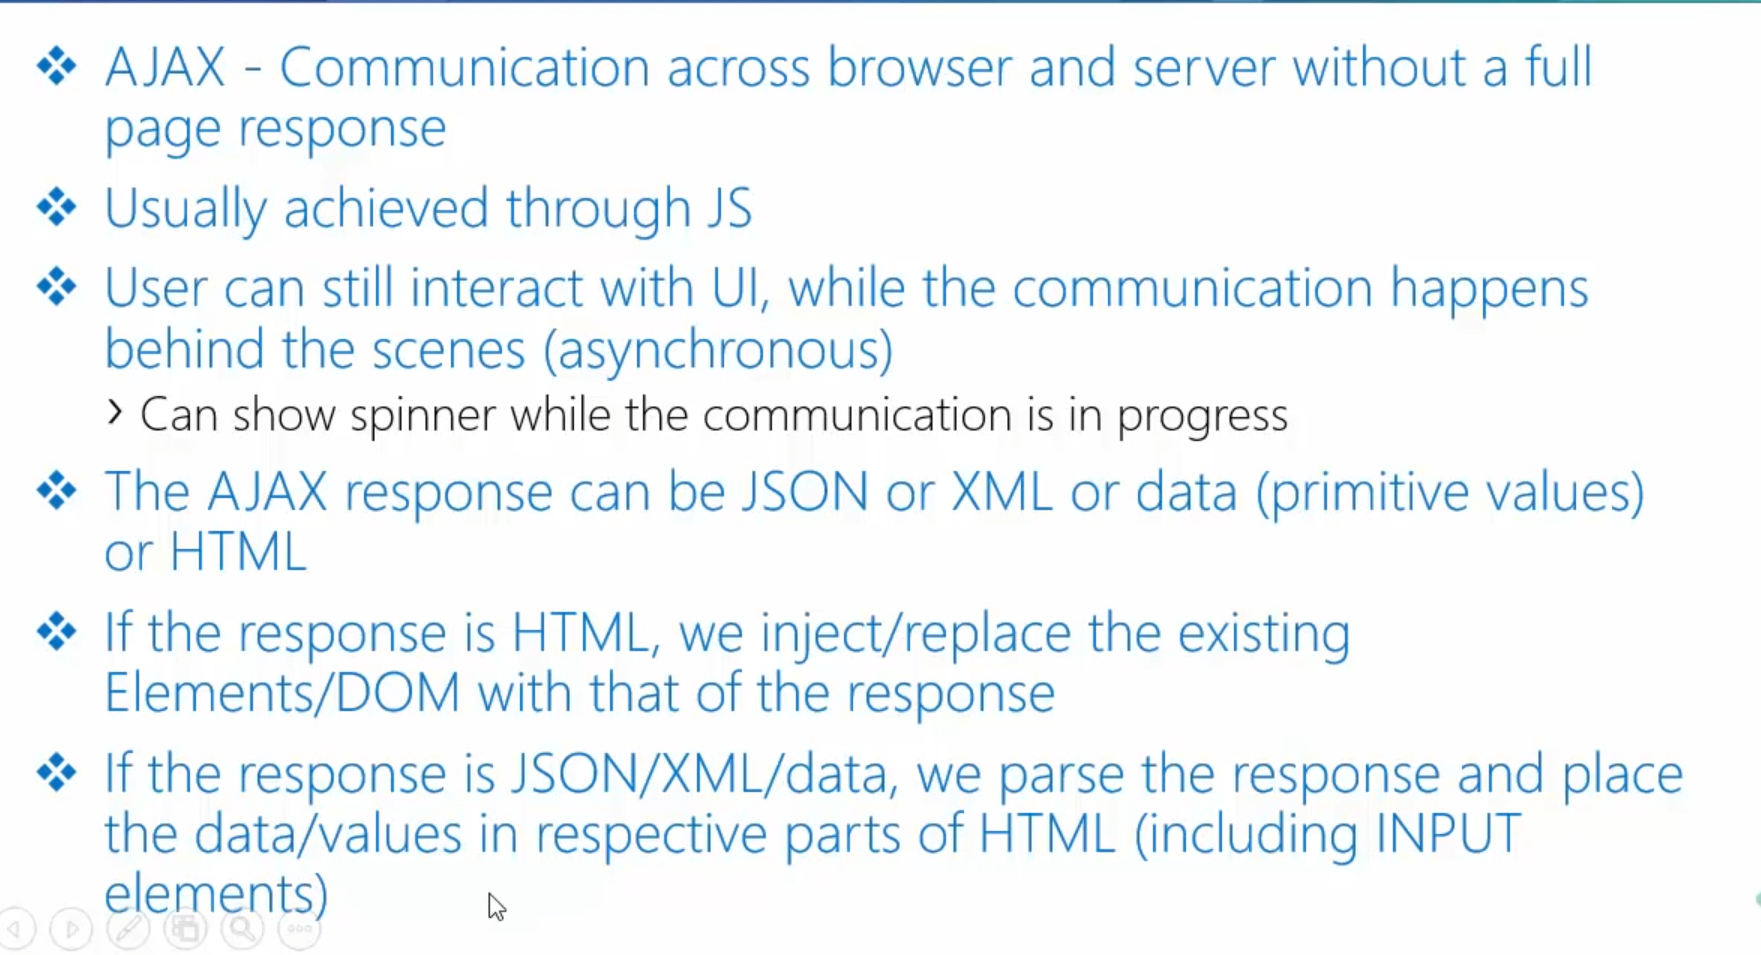 ❖ AJAX - Communication across browser and server without a full
page response
❖ Usually achieved through JS
❖ User can still interact with UI, while the communication happens
behind the scenes (asynchronous)
› Can show spinner while the communication is in progress
❖ The AJAX response can be JSON or XML or data (primitive values)
or HTML
❖ If the response is HTML, we inject/replace the existing
Elements/DOM with that of the response
❖ If the response is JSON/XML/data, we parse the response and place
the data/values in respective parts of HTML (including INPUT
elements)